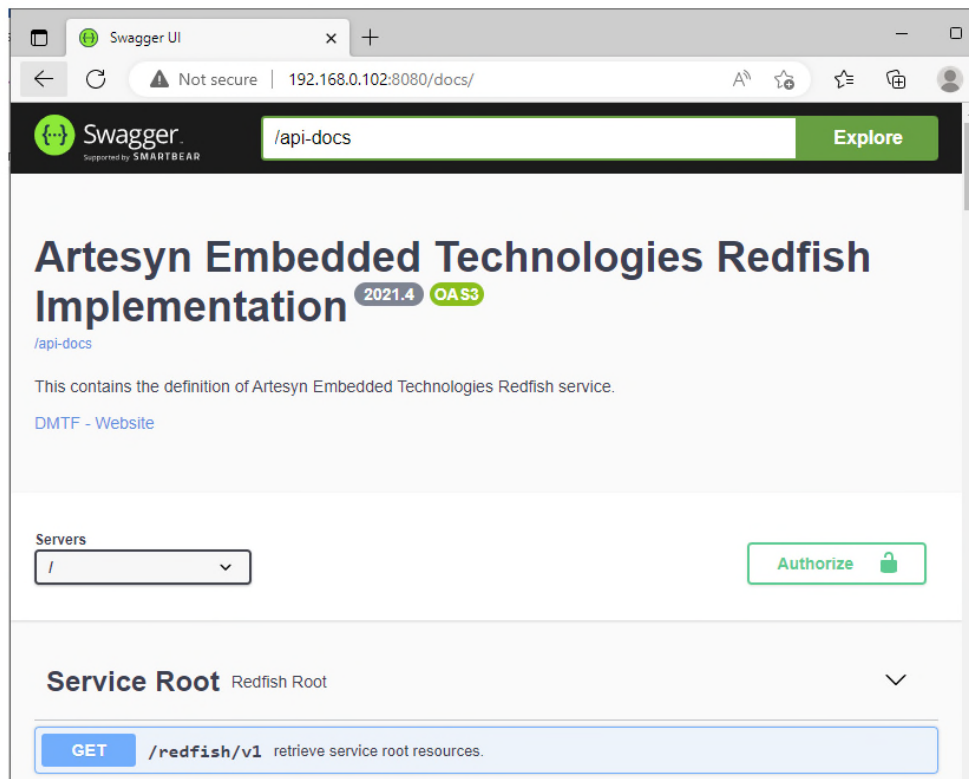 Swagger UI
Not secure | 192.168.0.102:8080/docs/
Swagger.
Supported by SMARTBEAR
/api-docs
Explore
Artesyn Embedded Technologies Redfish
Implementation 2021.4 OAS3
/api-docs
This contains the definition of Artesyn Embedded Technologies Redfish service.
DMTF - Website
Servers
/
Authorize
Service Root Redfish Root
GET /redfish/v1 retrieve service root resources.